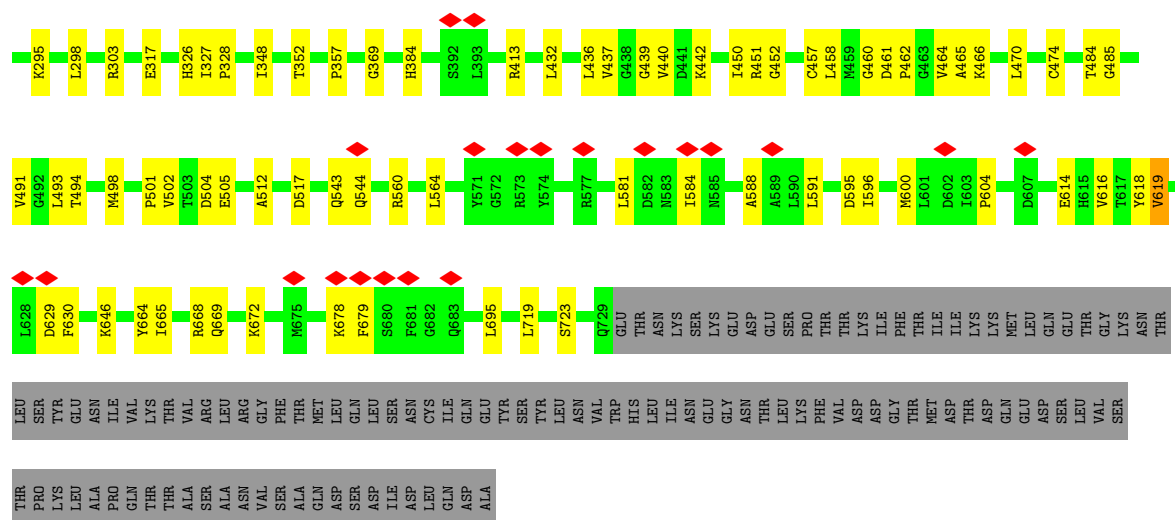 K295 L298 R303 E317 H326 I327 P328 I348 T352 P357 G369 H384 S392 L393 R413 L432 L436 V437 G438 G439 V440 D441 K442 I450 R451 G452 C457 L458 M459 G460 D461 P462 G463 V464 A465 K466 L470 C474 T484 G485
V491 G492 L493 T494 M498 P501 V502 T503 D504 E505 A512 D517 Q543 Q544 R560 L564 Y571 G572 R573 Y574 R577 L581 D582 N583 I584 N585 A588 A589 L590 L591 D595 I596 M600 L601 D602 I603 P604 D607 E614 H615 V616 T617 Y618 V619
L628 D629 F630 K646 Y664 I665 R668 Q669 K672 M675 K678 F679 S680 F681 G682 Q683 L695 L719 S723 Q729 GLU THR ASN LYS SER LYS GLU ASP GLU SER PRO THR THR LYS ILE PHE THR ILE ILE LYS LYS MET LEU GLN GLU THR GLY LYS ASN THR
LEU SER TYR GLU ASN ILE VAL LYS THR VAL ARG LEU ARG GLY PHE THR MET LEU GLN LEU SER ASN CYS ILE GLN GLU TYR SER TYR LEU ASN VAL TRP HIS LEU ILE ASN GLU GLY ASN THR LEU LYS PHE VAL ASP ASP GLY THR MET ASP THR ASP GLN GLU ASP SER LEU VAL SER
THR PRO LYS LEU ALA PRO GLN THR THR ALA SER ALA ASN VAL SER ALA GLN ASP SER ASP ILE ASP LEU GLN ASP ALA